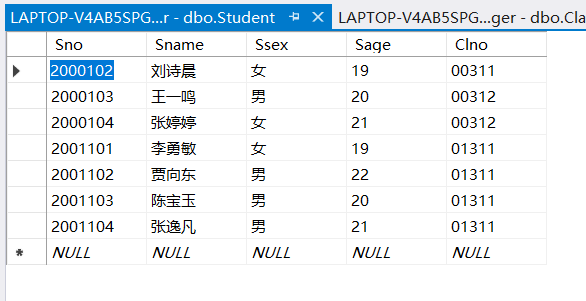 LAPTOP-V4AB5SPG...r - dbo.Student LAPTOP-V4AB5SPG...ger - dbo.Cla
Sno Sname Ssex Sage Clno
2000102 刘诗晨 女 19 00311
2000103 王一鸣 男 20 00312
2000104 张婷婷 女 21 00312
2001101 李勇敏 女 19 01311
2001102 贾向东 男 22 01311
2001103 陈宝玉 男 20 01311
2001104 张逸凡 男 21 01311
NULL NULL NULL NULL NULL